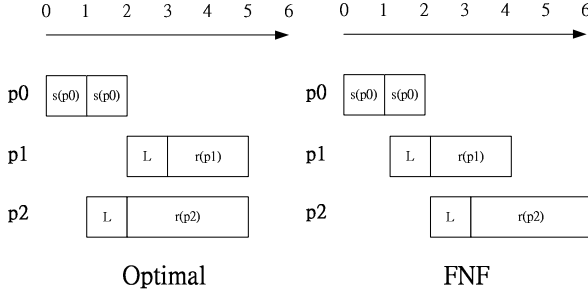 0 1 2 3 4 5 6
0 1 2 3 4 5 6
p0 s(p0) s(p0)
p0 s(p0) s(p0)
p1 L r(p1)
p1 L r(p1)
p2 L r(p2)
p2 L r(p2)
Optimal
FNF